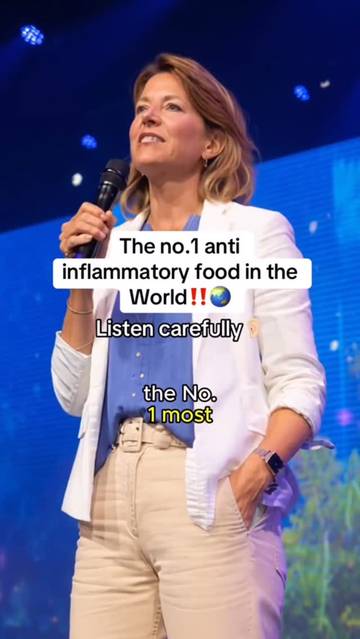 The no.1 anti
inflammatory food in the
World‼️🌏
Listen carefully👂🏻
the No.
1 most